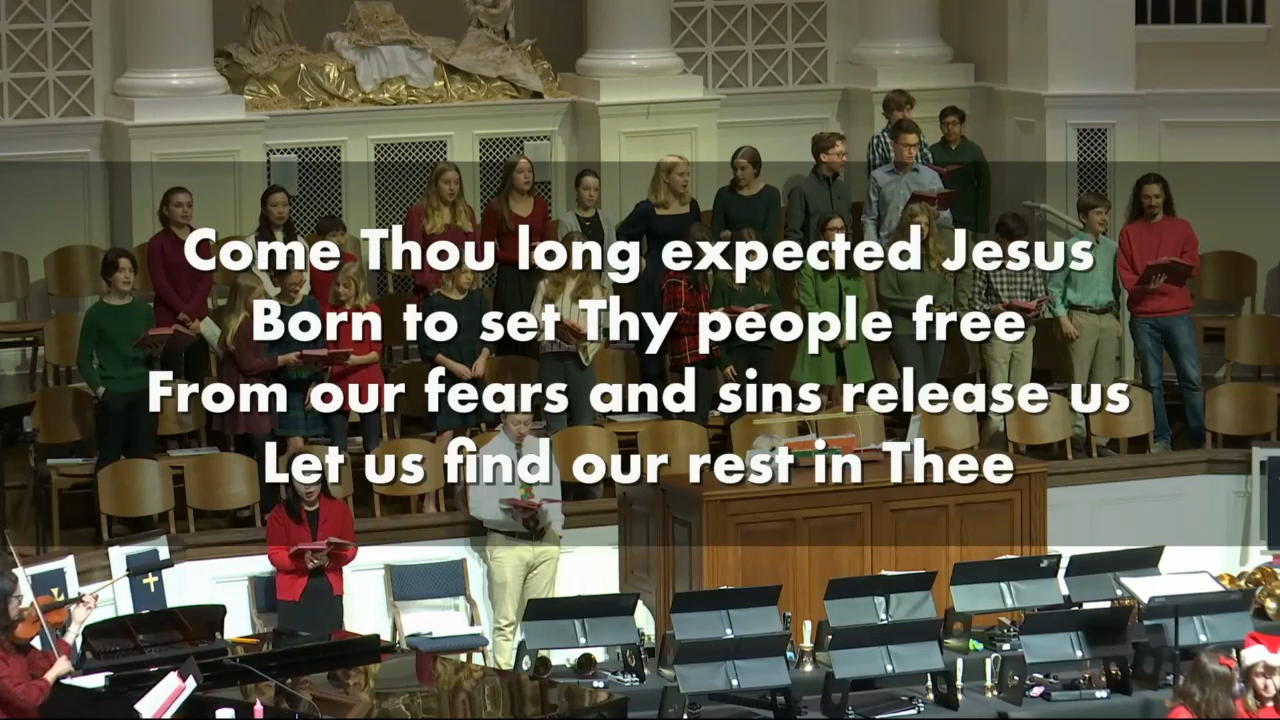 Come Thou long expected Jesus
Born to set Thy people free
From our fears and sins release us
Let us find our rest in Thee